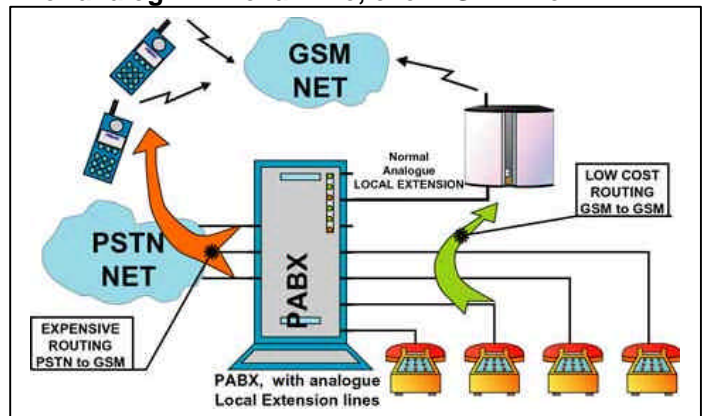 GSM
NET
Normal
Analogue
LOCAL EXTENSION
LOW COST
ROUTING
GSM to GSM
PSTN
NET
PABX
EXPENSIVE
ROUTING
PSTN to GSM
PABX, with analogue
Local Extension lines